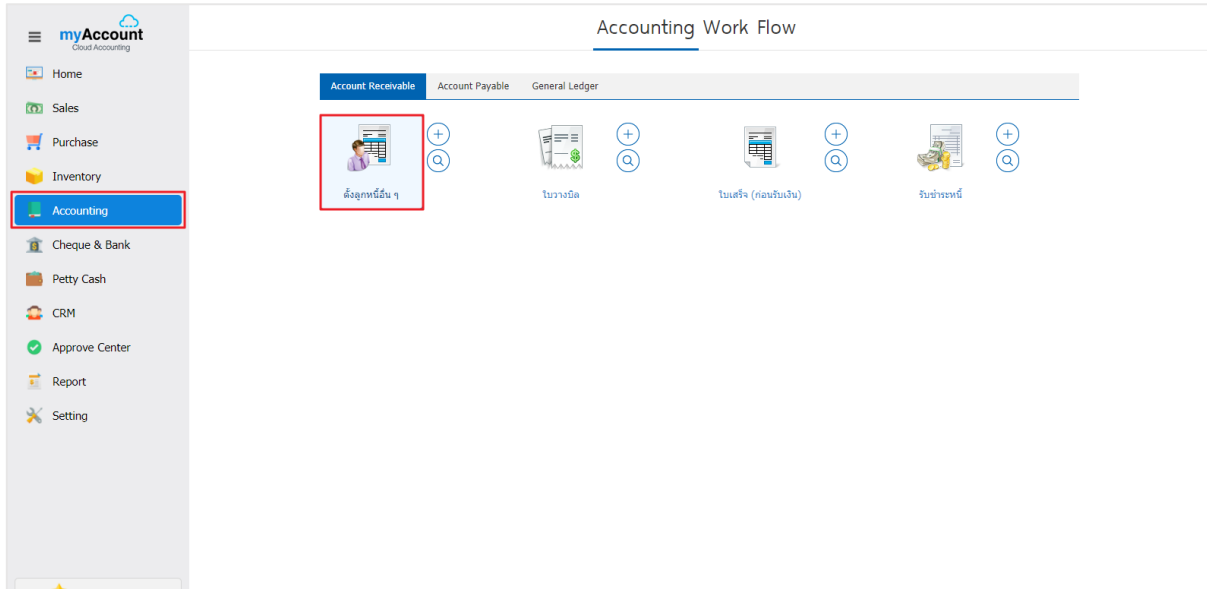 myAccount
Cloud Accounting
Accounting Work Flow
Home
Sales
Purchase
Inventory
Accounting
Cheque & Bank
Petty Cash
CRM
Approve Center
Report
Setting
Account Receivable Account Payable General Ledger
ตั้งลูกหนี้อื่น ๆ ใบวางบิล ใบเสร็จ (ก่อนรับเงิน) รับชำระหนี้